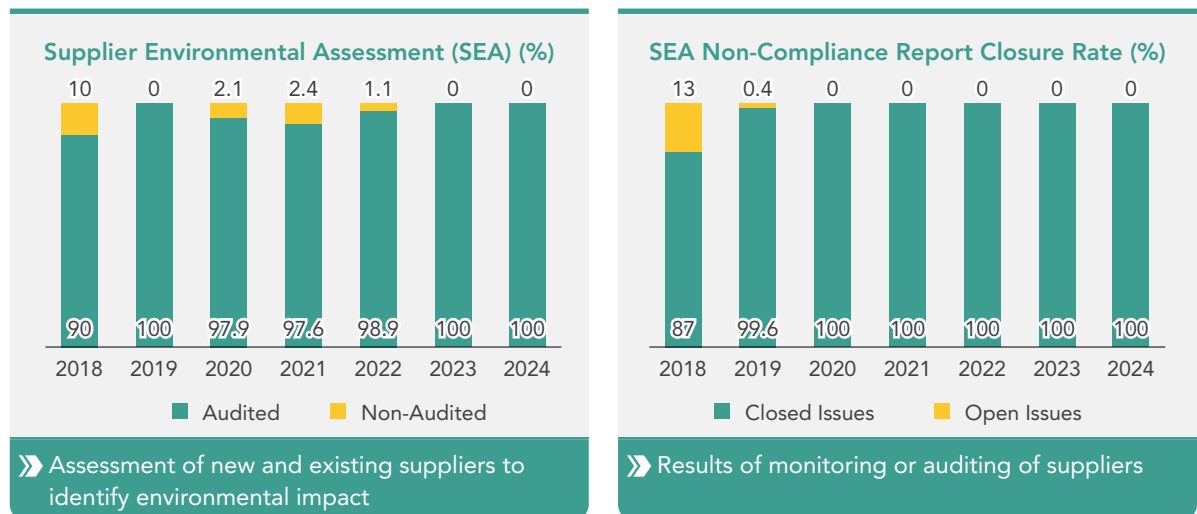 Supplier Environmental Assessment (SEA) (%)
10 0 2.1 2.4 1.1 0 0
90 100 97.9 97.6 98.9 100 100
2018 2019 2020 2021 2022 2023 2024
Audited Non-Audited
Assessment of new and existing suppliers to
identify environmental impact
SEA Non-Compliance Report Closure Rate (%)
13 0.4 0 0 0 0 0
87 99.6 100 100 100 100 100
2018 2019 2020 2021 2022 2023 2024
Closed Issues Open Issues
Results of monitoring or auditing of suppliers